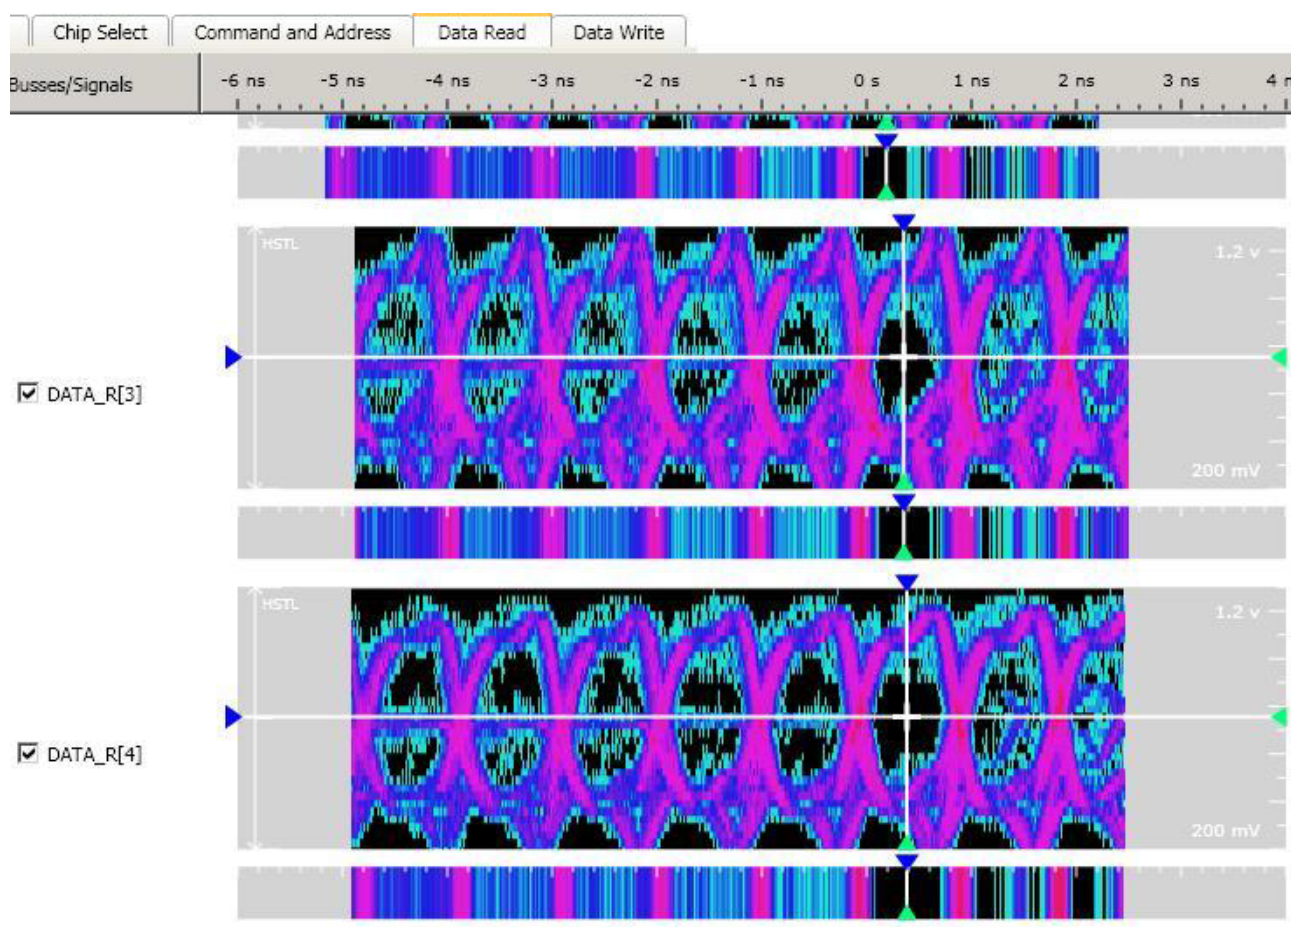 Chip Select Command and Address Data Read Data Write
Busses/Signals -6 ns -5 ns -4 ns -3 ns -2 ns -1 ns 0 s 1 ns 2 ns 3 ns 4 n
HSTL 1.2 v
DATA_R[3]
200 mV
HSTL 1.2 v
DATA_R[4]
200 mV